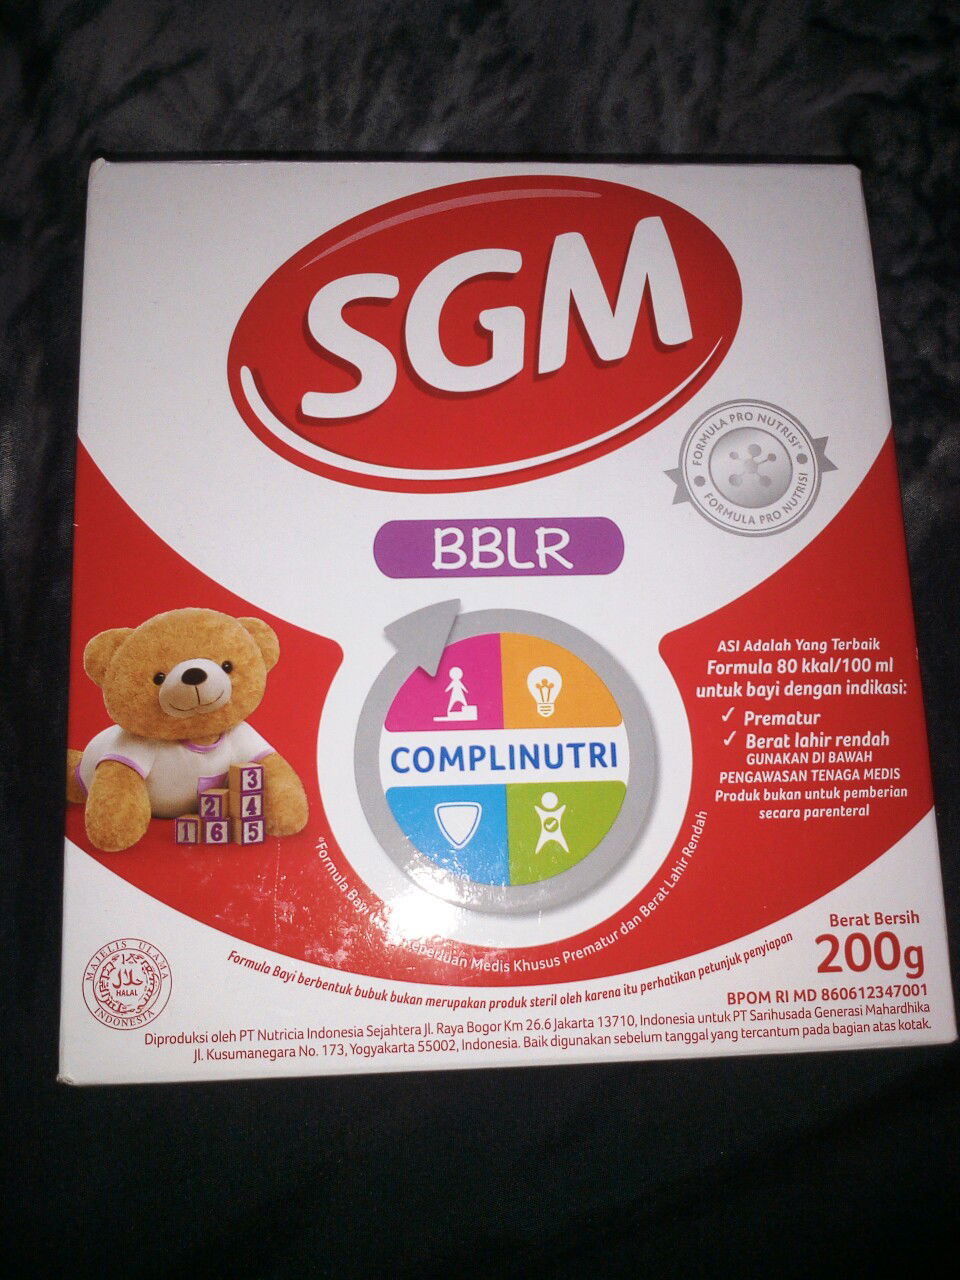 SGM
FORMULA PRO NUTRISI*
FORMULA PRO NUTRISI
BBLR
COMPLINUTRI
ASI Adalah Yang Terbaik
Formula 80 kkal/100 ml
untuk bayi dengan indikasi:
✓ Prematur
✓ Berat lahir rendah
GUNAKAN DI BAWAH
PENGAWASAN TENAGA MEDIS
Produk bukan untuk pemberian
secara parenteral
3
2 4
1 6 5
*Formula Bayi Medis Khusus Prematur dan Berat Lahir Rendah
Formula Bayi berbentuk bubuk bukan merupakan produk steril oleh karena itu perhatikan petunjuk penyiapan
Berat Bersih
200g
BPOM RI MD 860612347001
MAJELIS ULAMA
حلال
HALAL
INDONESIA
Diproduksi oleh PT Nutricia Indonesia Sejahtera Jl. Raya Bogor Km 26.6 Jakarta 13710, Indonesia untuk PT Sarihusada Generasi Mahardhika
Jl. Kusumanegara No. 173, Yogyakarta 55002, Indonesia. Baik digunakan sebelum tanggal yang tercantum pada bagian atas kotak.